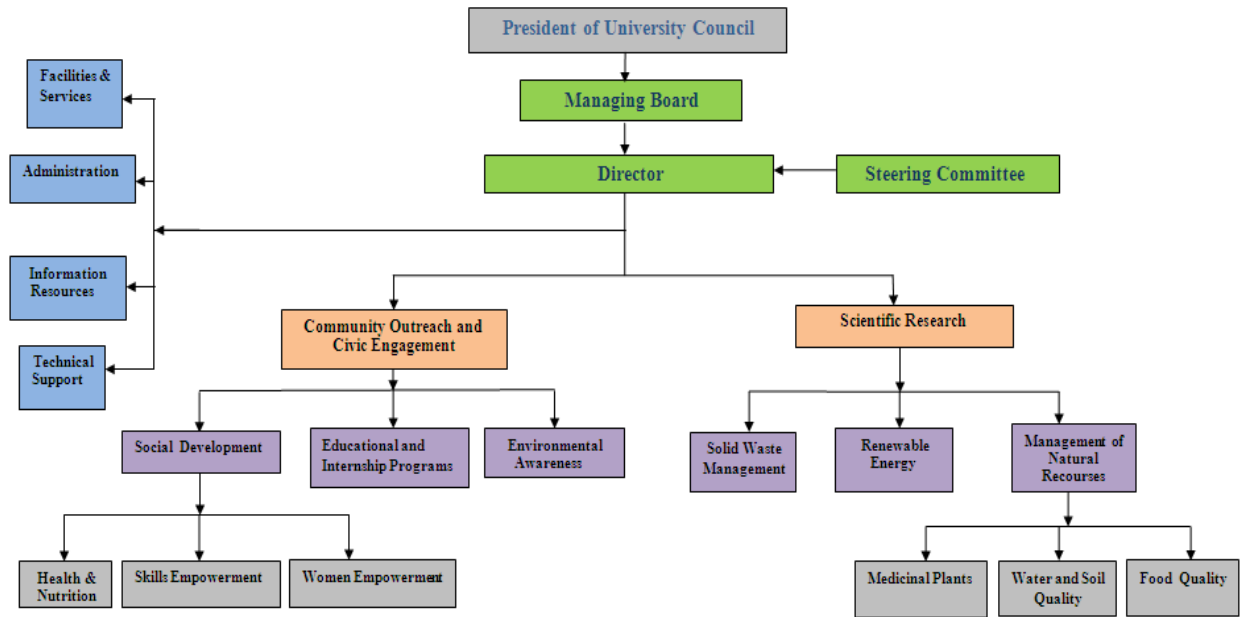 President of University Council
Facilities &
Services
Managing Board
Administration
Director
Steering Committee
Information
Resources
Community Outreach and
Civic Engagement
Scientific Research
Technical
Support
Social Development
Educational and
Internship Programs
Environmental
Awareness
Solid Waste
Management
Renewable
Energy
Management of
Natural
Recourses
Health &
Nutrition
Skills Empowerment
Women Empowerment
Medicinal Plants
Water and Soil
Quality
Food Quality